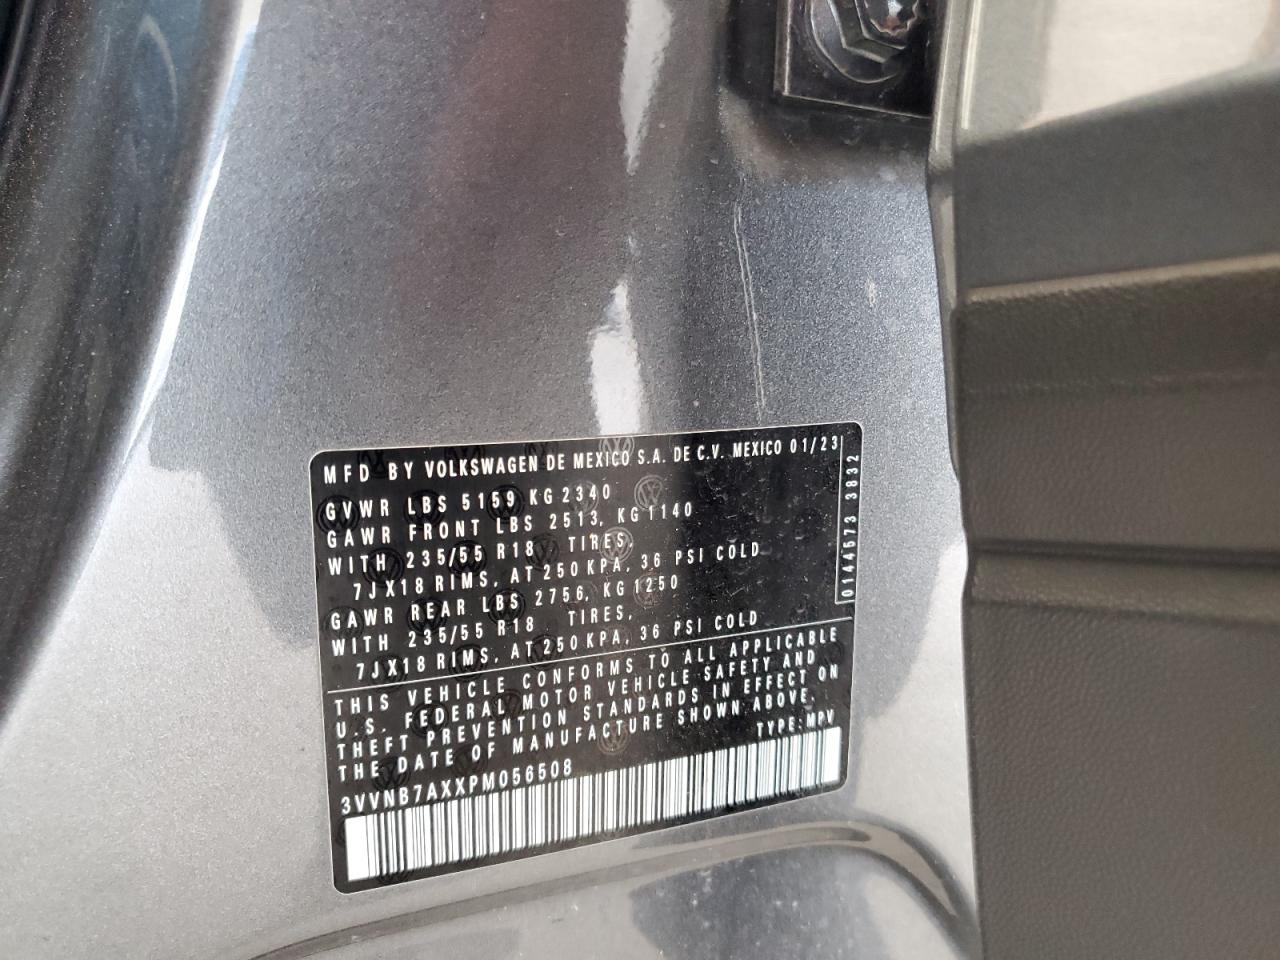 MFD BY VOLKSWAGEN DE MEXICO S.A. DE C.V. MEXICO 01/23
GVWR LBS 5159 KG 2340
GAWR FRONT LBS 2513, KG 1140
WITH 235/55 R18 TIRES,
7JX18 RIMS, AT 250 KPA, 36 PSI COLD
GAWR REAR LBS 2756, KG 1250
WITH 235/55 R18 TIRES,
7JX18 RIMS, AT 250 KPA, 36 PSI COLD
0144573 3832
THIS VEHICLE CONFORMS TO ALL APPLICABLE
U.S. FEDERAL MOTOR VEHICLE SAFETY AND
THEFT PREVENTION STANDARDS IN EFFECT ON
THE DATE OF MANUFACTURE SHOWN ABOVE.
TYPE: MPV
3VVNB7AXXPM056508